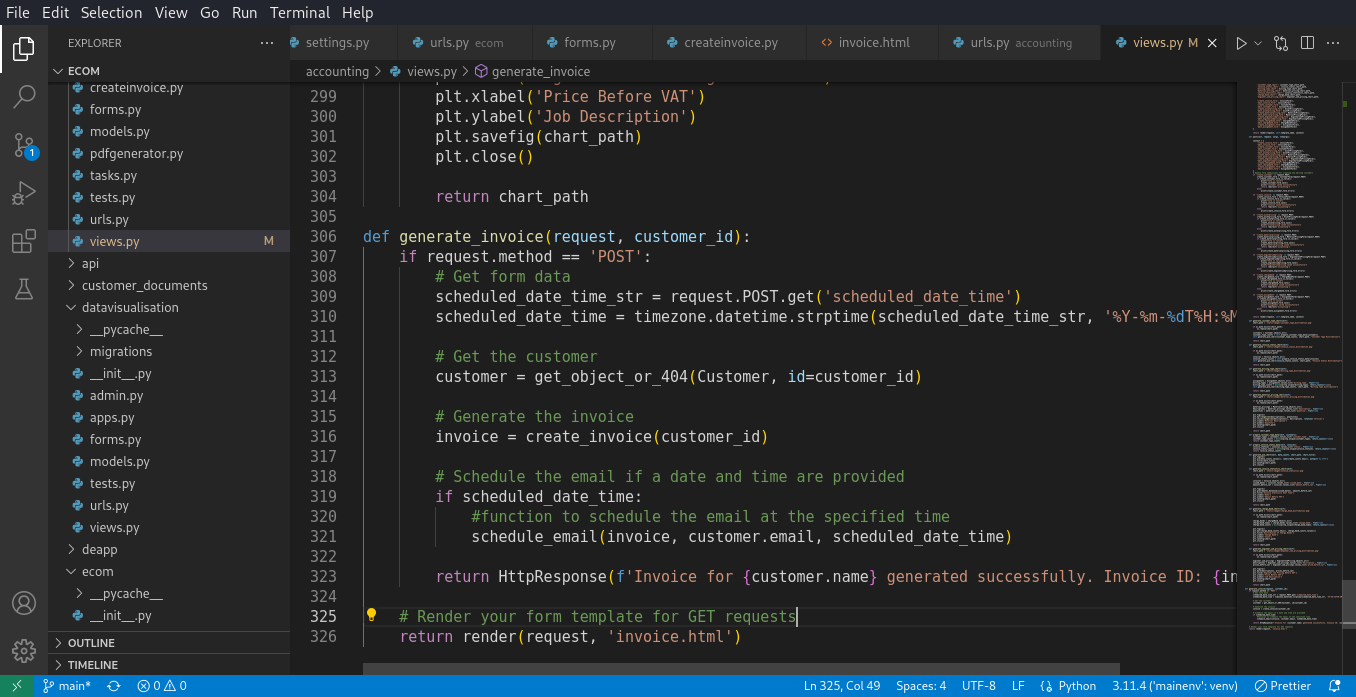 File Edit Selection View Go Run Terminal Help
EXPLORER
settings.py
urls.py ecom
forms.py
createinvoice.py
<> invoice.html
urls.py accounting
views.py M
accounting > views.py > generate_invoice
ECOM
createinvoice.py
forms.py
models.py
pdfgenerator.py
tasks.py
tests.py
urls.py
views.py M
api
customer_documents
datavisualisation
__pycache__
migrations
__init__.py
admin.py
apps.py
forms.py
models.py
tests.py
urls.py
views.py
deapp
ecom
__pycache__
__init__.py
OUTLINE
TIMELINE
1
299 plt.xlabel('Price Before VAT')
300 plt.ylabel('Job Description')
301 plt.savefig(chart_path)
302 plt.close()
303
304 return chart_path
305
306 def generate_invoice(request, customer_id):
307 if request.method == 'POST':
308 # Get form data
309 scheduled_date_time_str = request.POST.get('scheduled_date_time')
310 scheduled_date_time = timezone.datetime.strptime(scheduled_date_time_str, '%Y-%m-%dT%H:%M
311
312 # Get the customer
313 customer = get_object_or_404(Customer, id=customer_id)
314
315 # Generate the invoice
316 invoice = create_invoice(customer_id)
317
318 # Schedule the email if a date and time are provided
319 if scheduled_date_time:
320 #function to schedule the email at the specified time
321 schedule_email(invoice, customer.email, scheduled_date_time)
322
323 return HttpResponse(f'Invoice for {customer.name} generated successfully. Invoice ID: {in
324
325 # Render your form template for GET requests
326 return render(request, 'invoice.html')
main* 0 0 Ln 325, Col 49 Spaces: 4 UTF-8 LF Python 3.11.4 ('mainenv': venv) Prettier